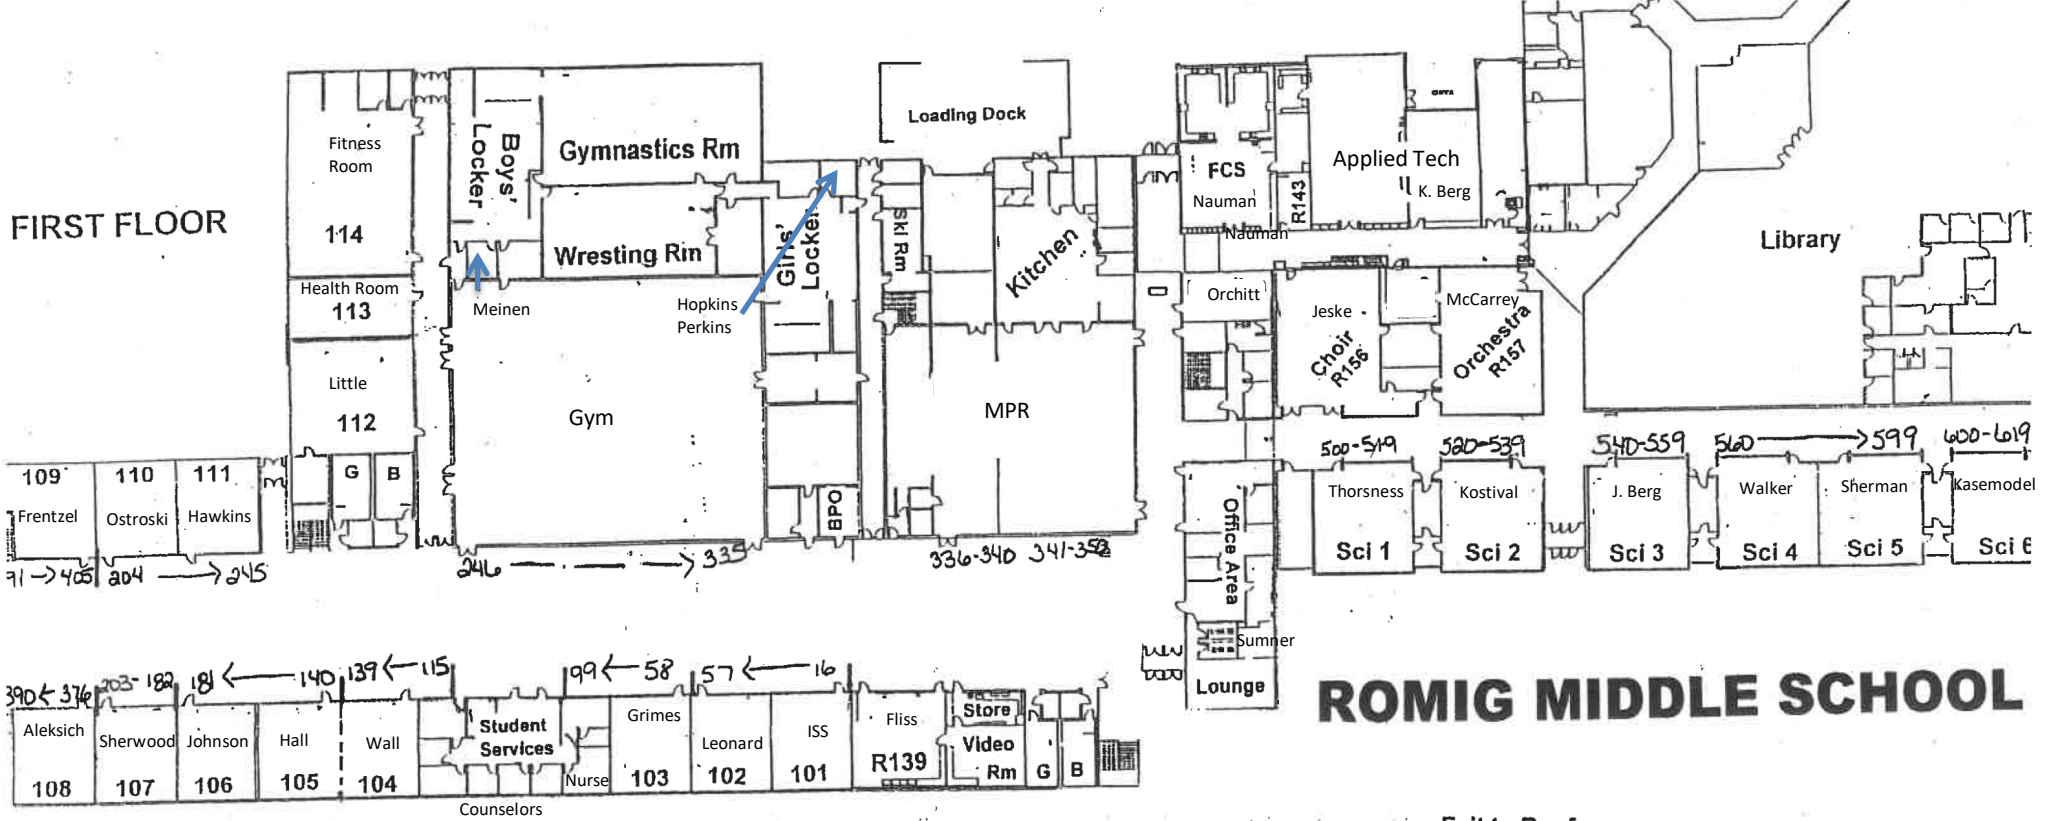 FIRST FLOOR
Fitness
Room
114
Health Room
113
Little
112
Boys'
Locker
Gymnastics Rm
Wresting Rm
Meinen
Hopkins
Perkins
Girls'
Locker
Gym
BPO
Ski Rm
Loading Dock
Kitchen
MPR
FCS
Nauman
R143
Applied Tech
K. Berg
Nauman
Orchitt
Jeske
Choir
R156
McCarrey
Orchestra
R157
Library
109
Frentzel
110
Ostroski
111
Hawkins
G
B
91→405
204 → 245
246 → 335
336-340
341-352
500-519
520-539
540-559
560 → 599
600-619
Thorsness
Sci 1
Kostival
Sci 2
J. Berg
Sci 3
Walker
Sci 4
Sherman
Sci 5
Kasemodel
Sci 6
Office Area
Sumner
Lounge
ROMIG MIDDLE SCHOOL
390 ← 376
203-182
181 ← 140
139 ← 115
99 ← 58
57 ← 16
Aleksich
108
Sherwood
107
Johnson
106
Hall
105
Wall
104
Student
Services
Counselors
Nurse
Grimes
103
Leonard
102
ISS
101
Fliss
R139
Store
Video
Rm
G
B